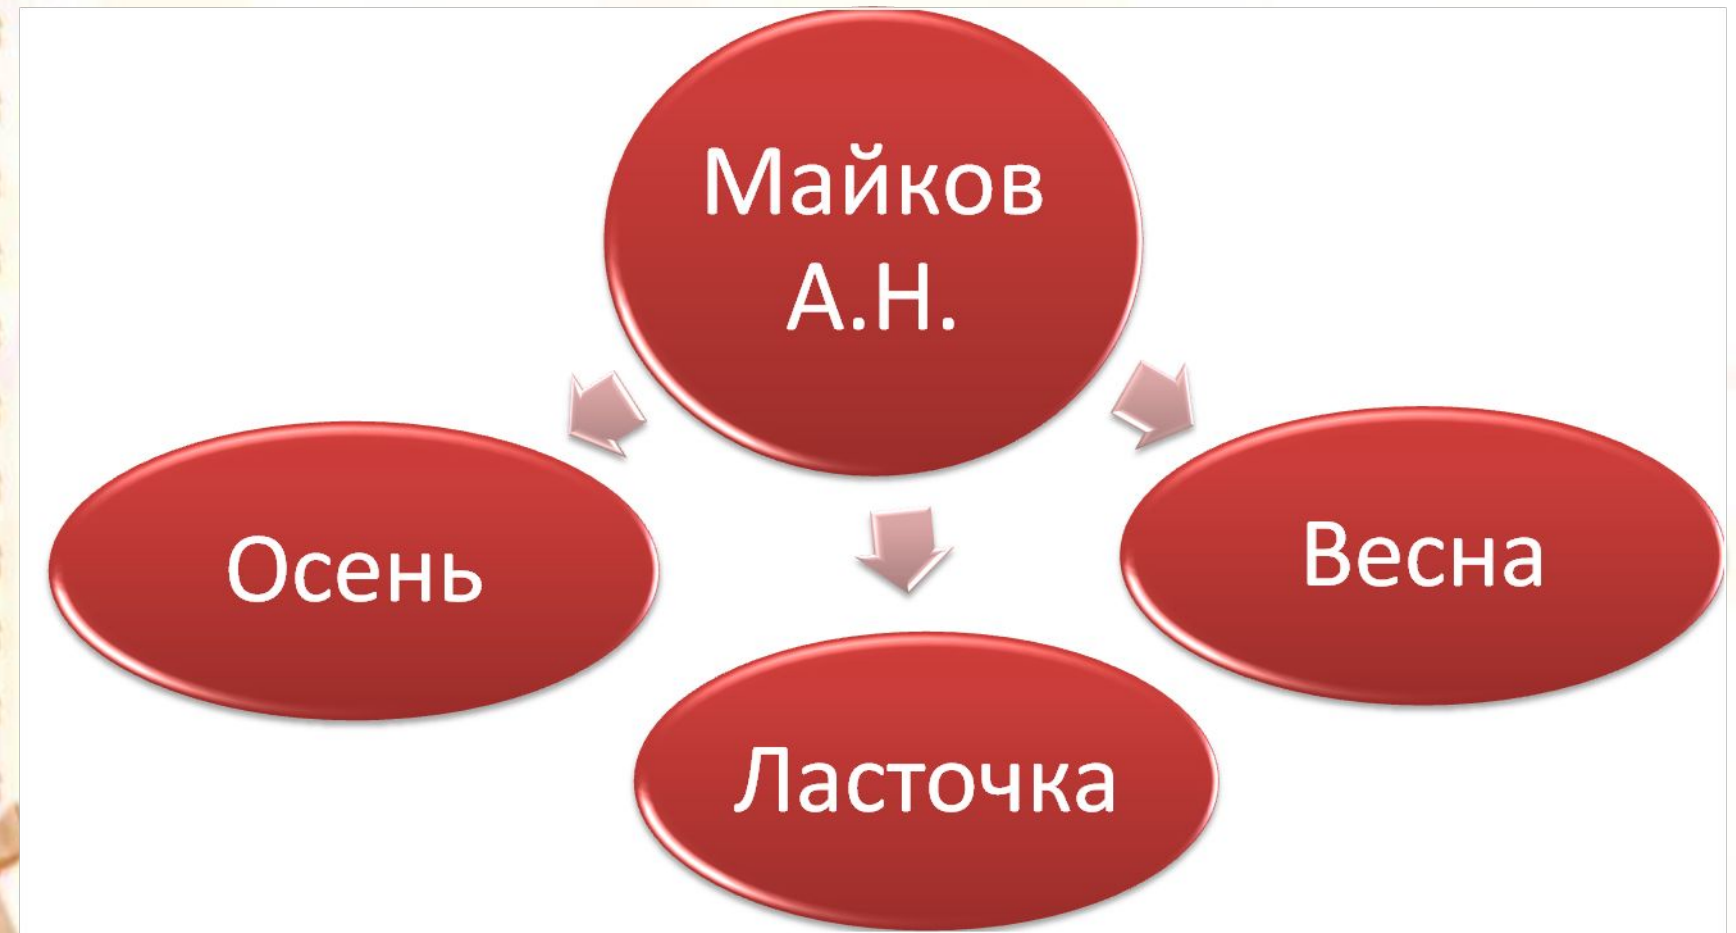 Майков
А.Н.
Осень
Ласточка
Весна